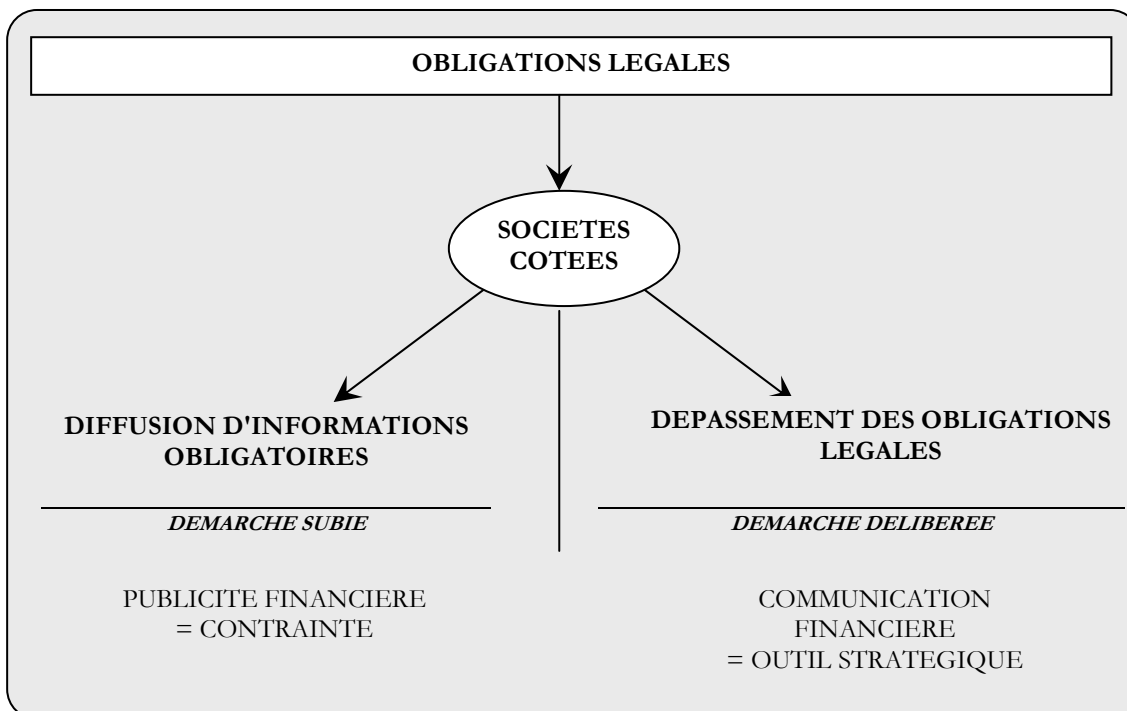 OBLIGATIONS LEGALES
SOCIETES
COTEES
DIFFUSION D'INFORMATIONS
OBLIGATOIRES
DEMARCHE SUBIE
PUBLICITE FINANCIERE
= CONTRAINTE
DEPASSEMENT DES OBLIGATIONS
LEGALES
DEMARCHE DELIBEREE
COMMUNICATION
FINANCIERE
= OUTIL STRATEGIQUE